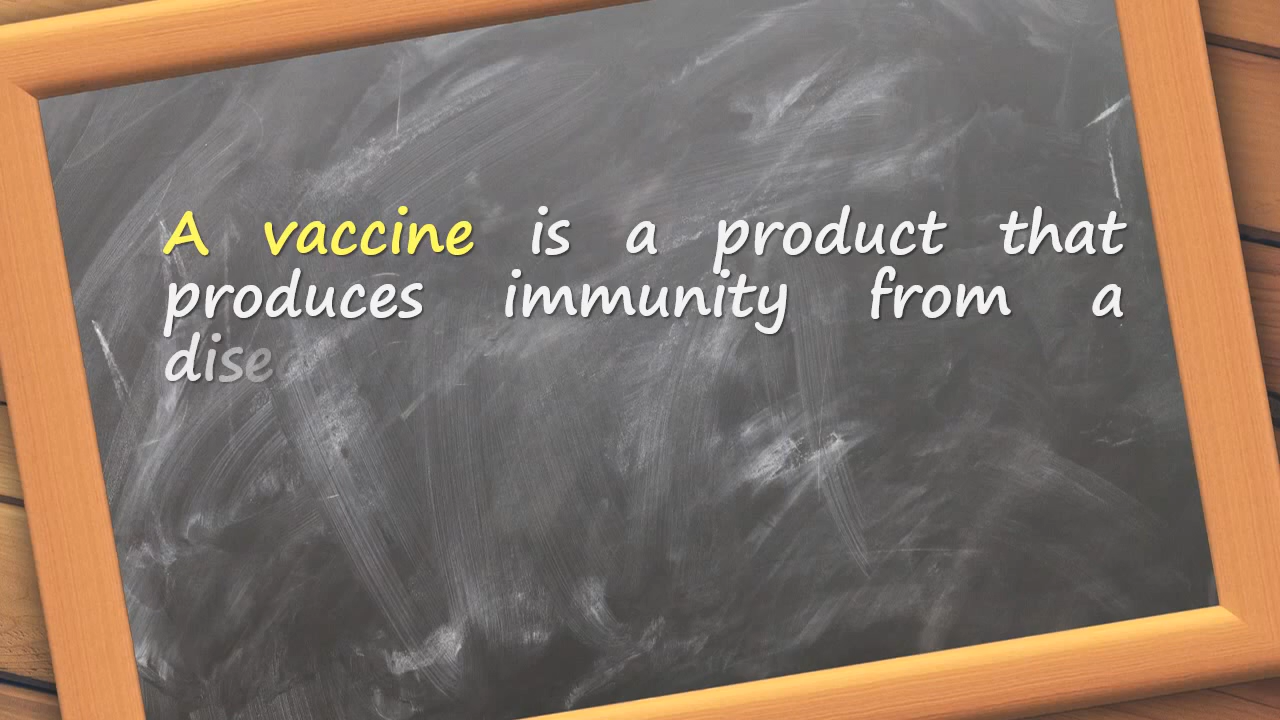 A vaccine is a product that
produces immunity from a
dise